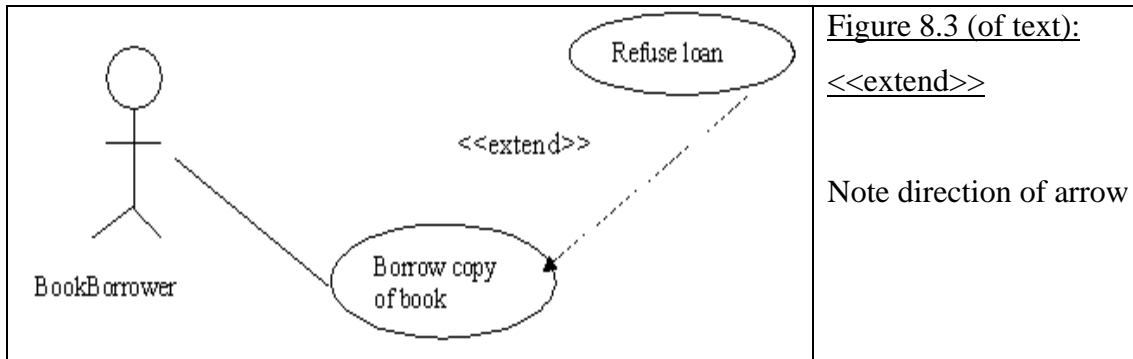 Refuse loan
<<extend>>
Borrow copy
of book
BookBorrower
Figure 8.3 (of text):
<<extend>>
Note direction of arrow